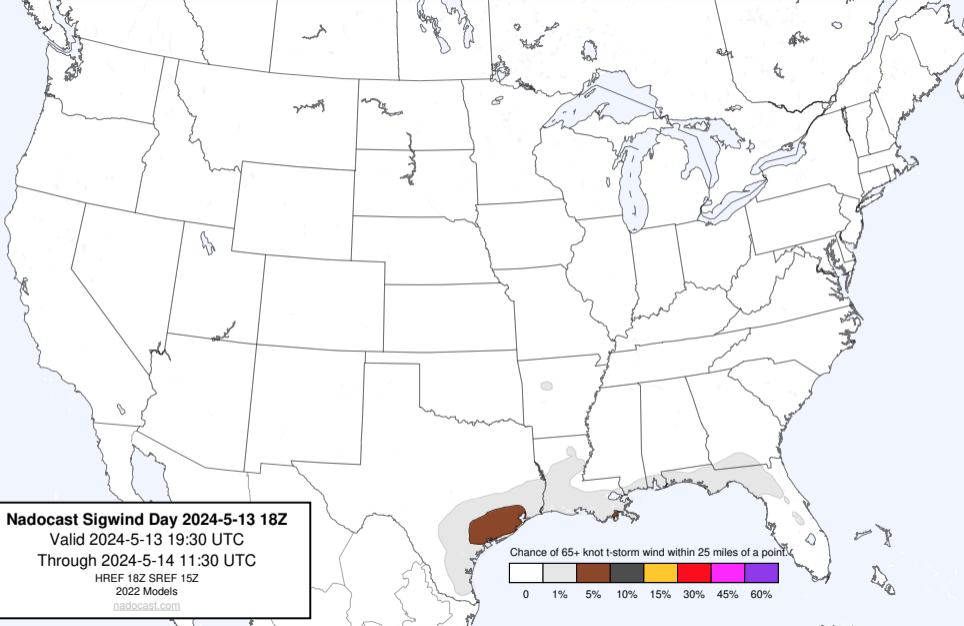 Nadocast Sigwind Day 2024-5-13 18Z
Valid 2024-5-13 19:30 UTC
Through 2024-5-14 11:30 UTC
HREF 18Z SREF 15Z
2022 Models
nadocast.com
Chance of 65+ knot t-storm wind within 25 miles of a point.
0 1% 5% 10% 15% 30% 45% 60%